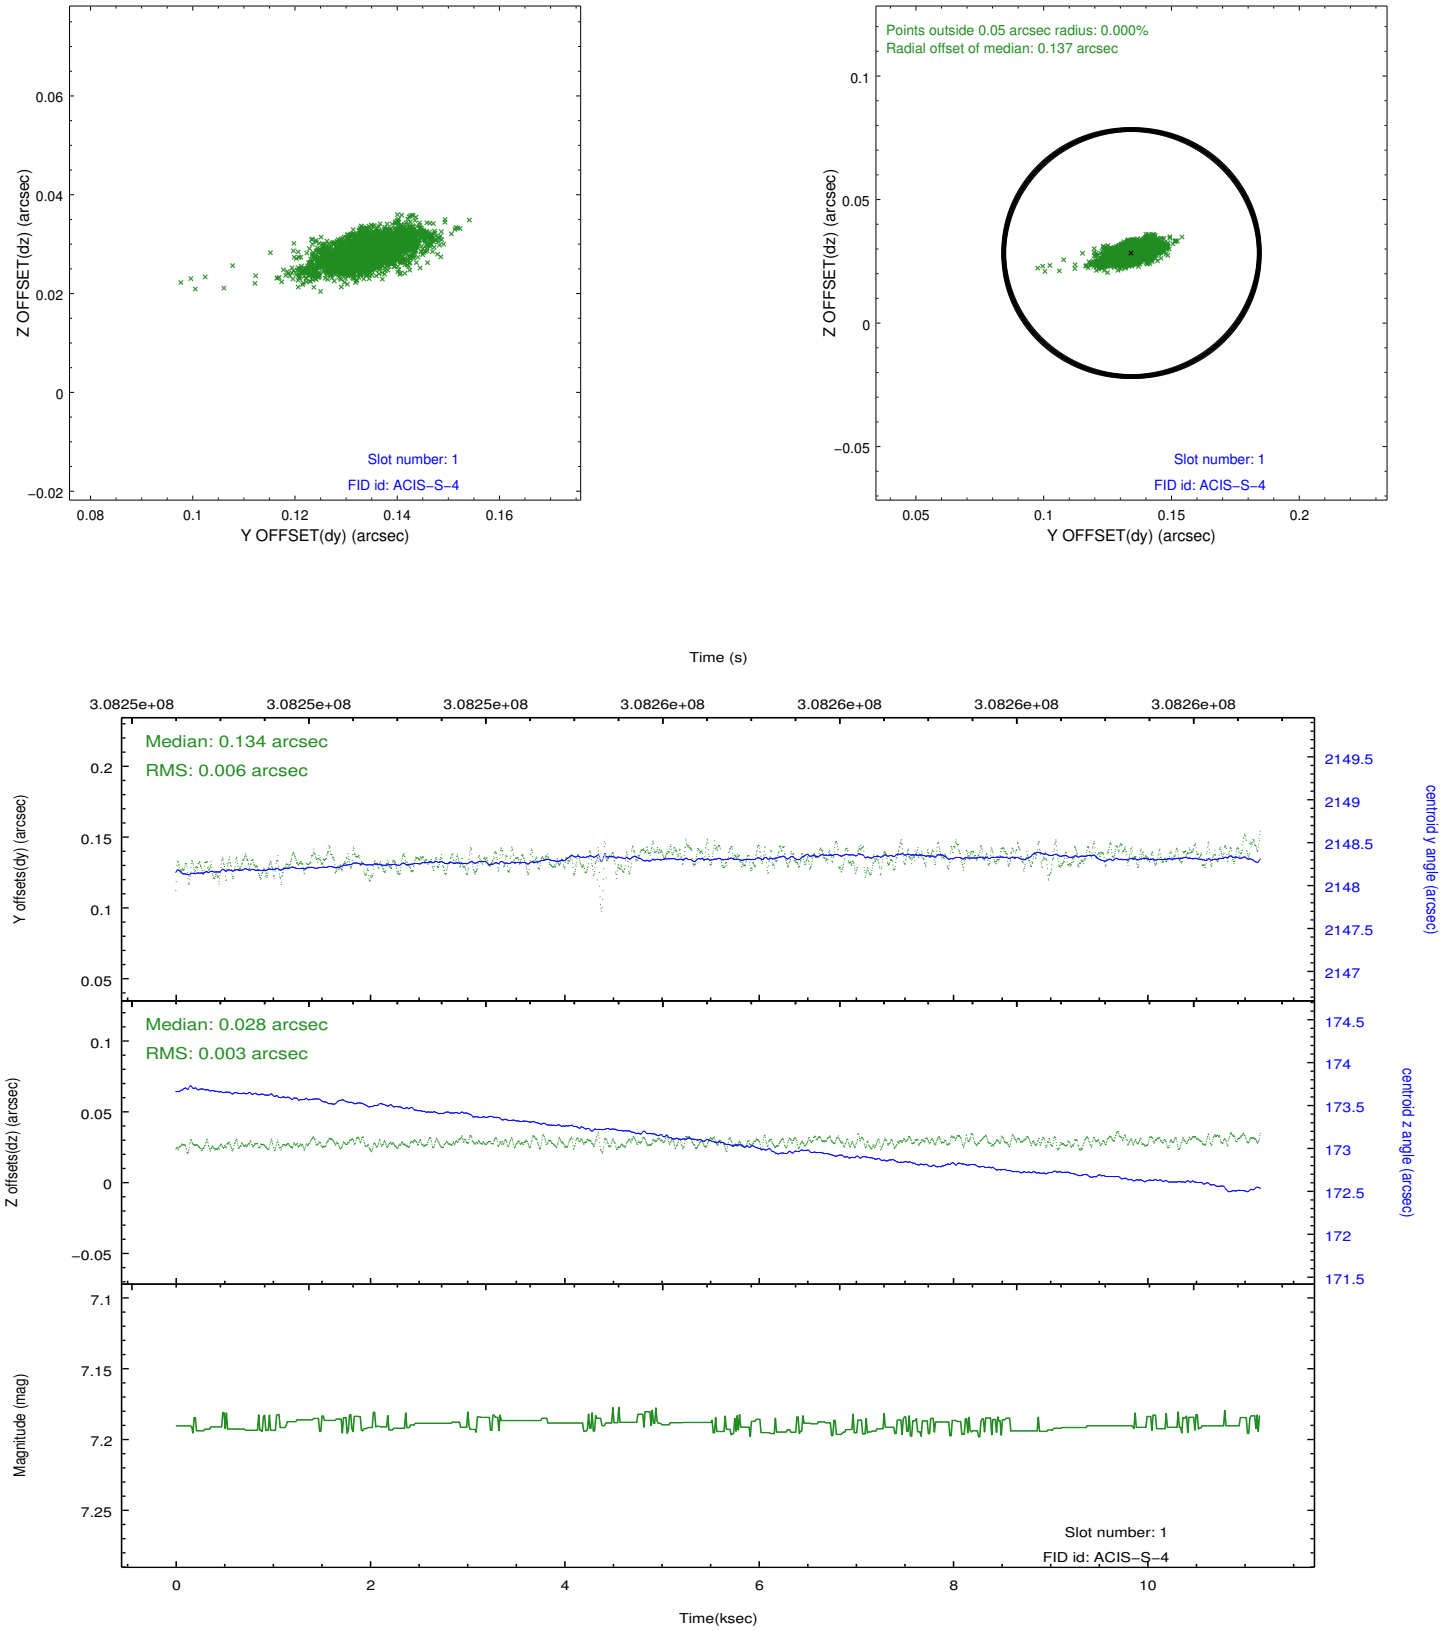 0.06
0.04
0.02
0
−0.02
Z OFFSET(dz) (arcsec)
Slot number: 1
FID id: ACIS−S−4
0.08 0.1 0.12 0.14 0.16
Y OFFSET(dy) (arcsec)
Points outside 0.05 arcsec radius: 0.000%
Radial offset of median: 0.137 arcsec
0.1
0.05
0
−0.05
Z OFFSET(dz) (arcsec)
Slot number: 1
FID id: ACIS−S−4
0.05 0.1 0.15 0.2
Y OFFSET(dy) (arcsec)
Time (s)
3.0825e+08 3.0825e+08 3.0825e+08 3.0826e+08 3.0826e+08 3.0826e+08 3.0826e+08
Median: 0.134 arcsec
RMS: 0.006 arcsec
0.2
0.15
0.1
0.05
Y offsets(dy) (arcsec)
2149.5
2149
2148.5
2148
2147.5
2147
centroid y angle (arcsec)
Median: 0.028 arcsec
RMS: 0.003 arcsec
0.1
0.05
0
−0.05
Z offsets(dz) (arcsec)
174.5
174
173.5
173
172.5
172
171.5
centroid z angle (arcsec)
7.1
7.15
7.2
7.25
Magnitude (mag)
Slot number: 1
FID id: ACIS−S−4
0 2 4 6 8 10
Time(ksec)